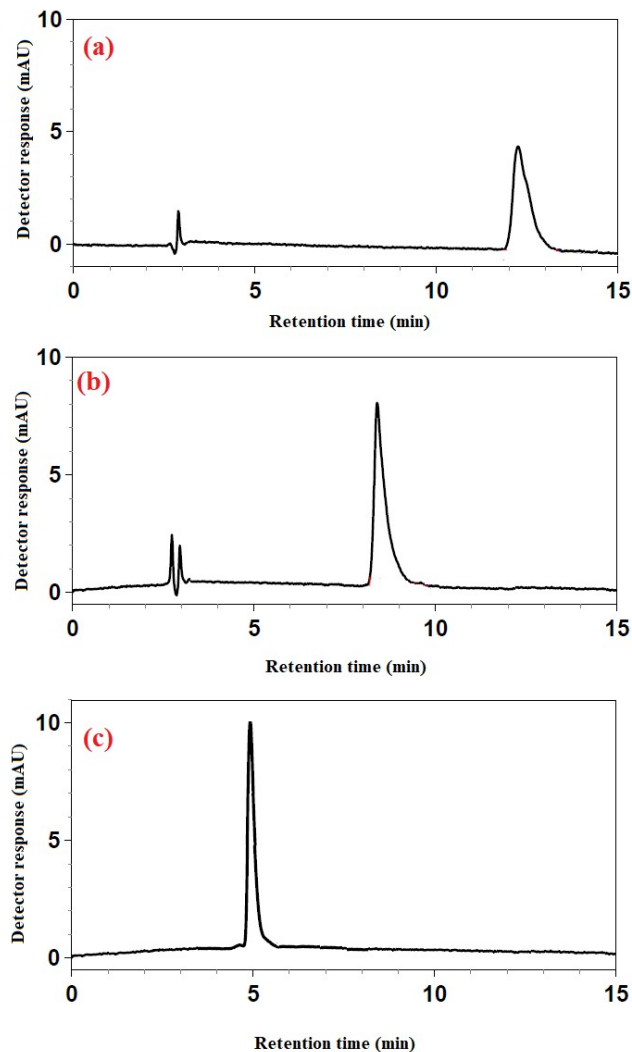 10
(a)
5
0
Detector response (mAU)
0 5 10 15
Retention time (min)
10
(b)
5
0
Detector response (mAU)
0 5 10 15
Retention time (min)
10
(c)
5
0
Detector response (mAU)
0 5 10 15
Retention time (min)